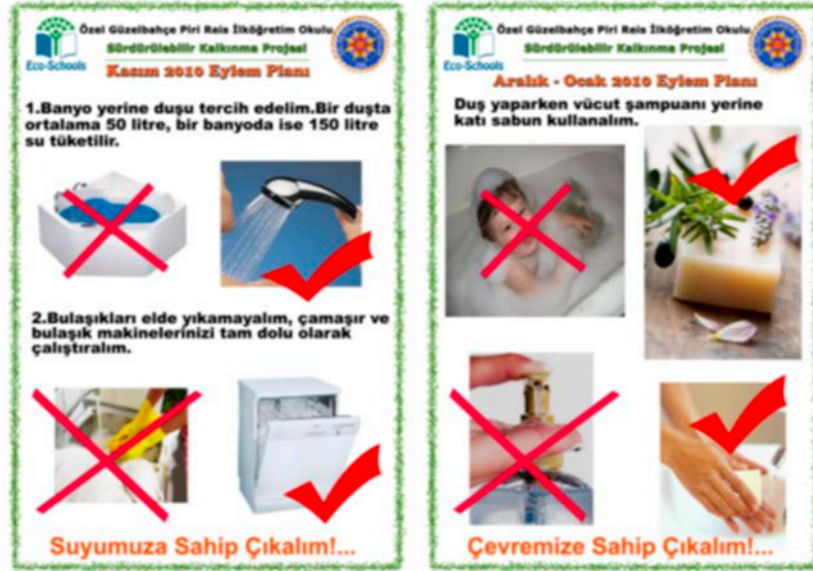 Özel Güzelbahçe Piri Reis İlköğretim Okulu
Sürdürülebilir Kalkınma Projesi
Eco-Schools
Kasım 2010 Eylem Planı
1.Banyo yerine duşu tercih edelim.Bir duşta
ortalama 50 litre, bir banyoda ise 150 litre
su tüketilir.
2.Bulaşıkları elde yıkamayalım, çamaşır ve
bulaşık makinelerinizi tam dolu olarak
çalıştıralım.
Suyumuza Sahip Çıkalım!...
Özel Güzelbahçe Piri Reis İlköğretim Okulu
Sürdürülebilir Kalkınma Projesi
Eco-Schools
Aralık - Ocak 2010 Eylem Planı
Duş yaparken vücut şampuanı yerine
katı sabun kullanalım.
Çevremize Sahip Çıkalım!...